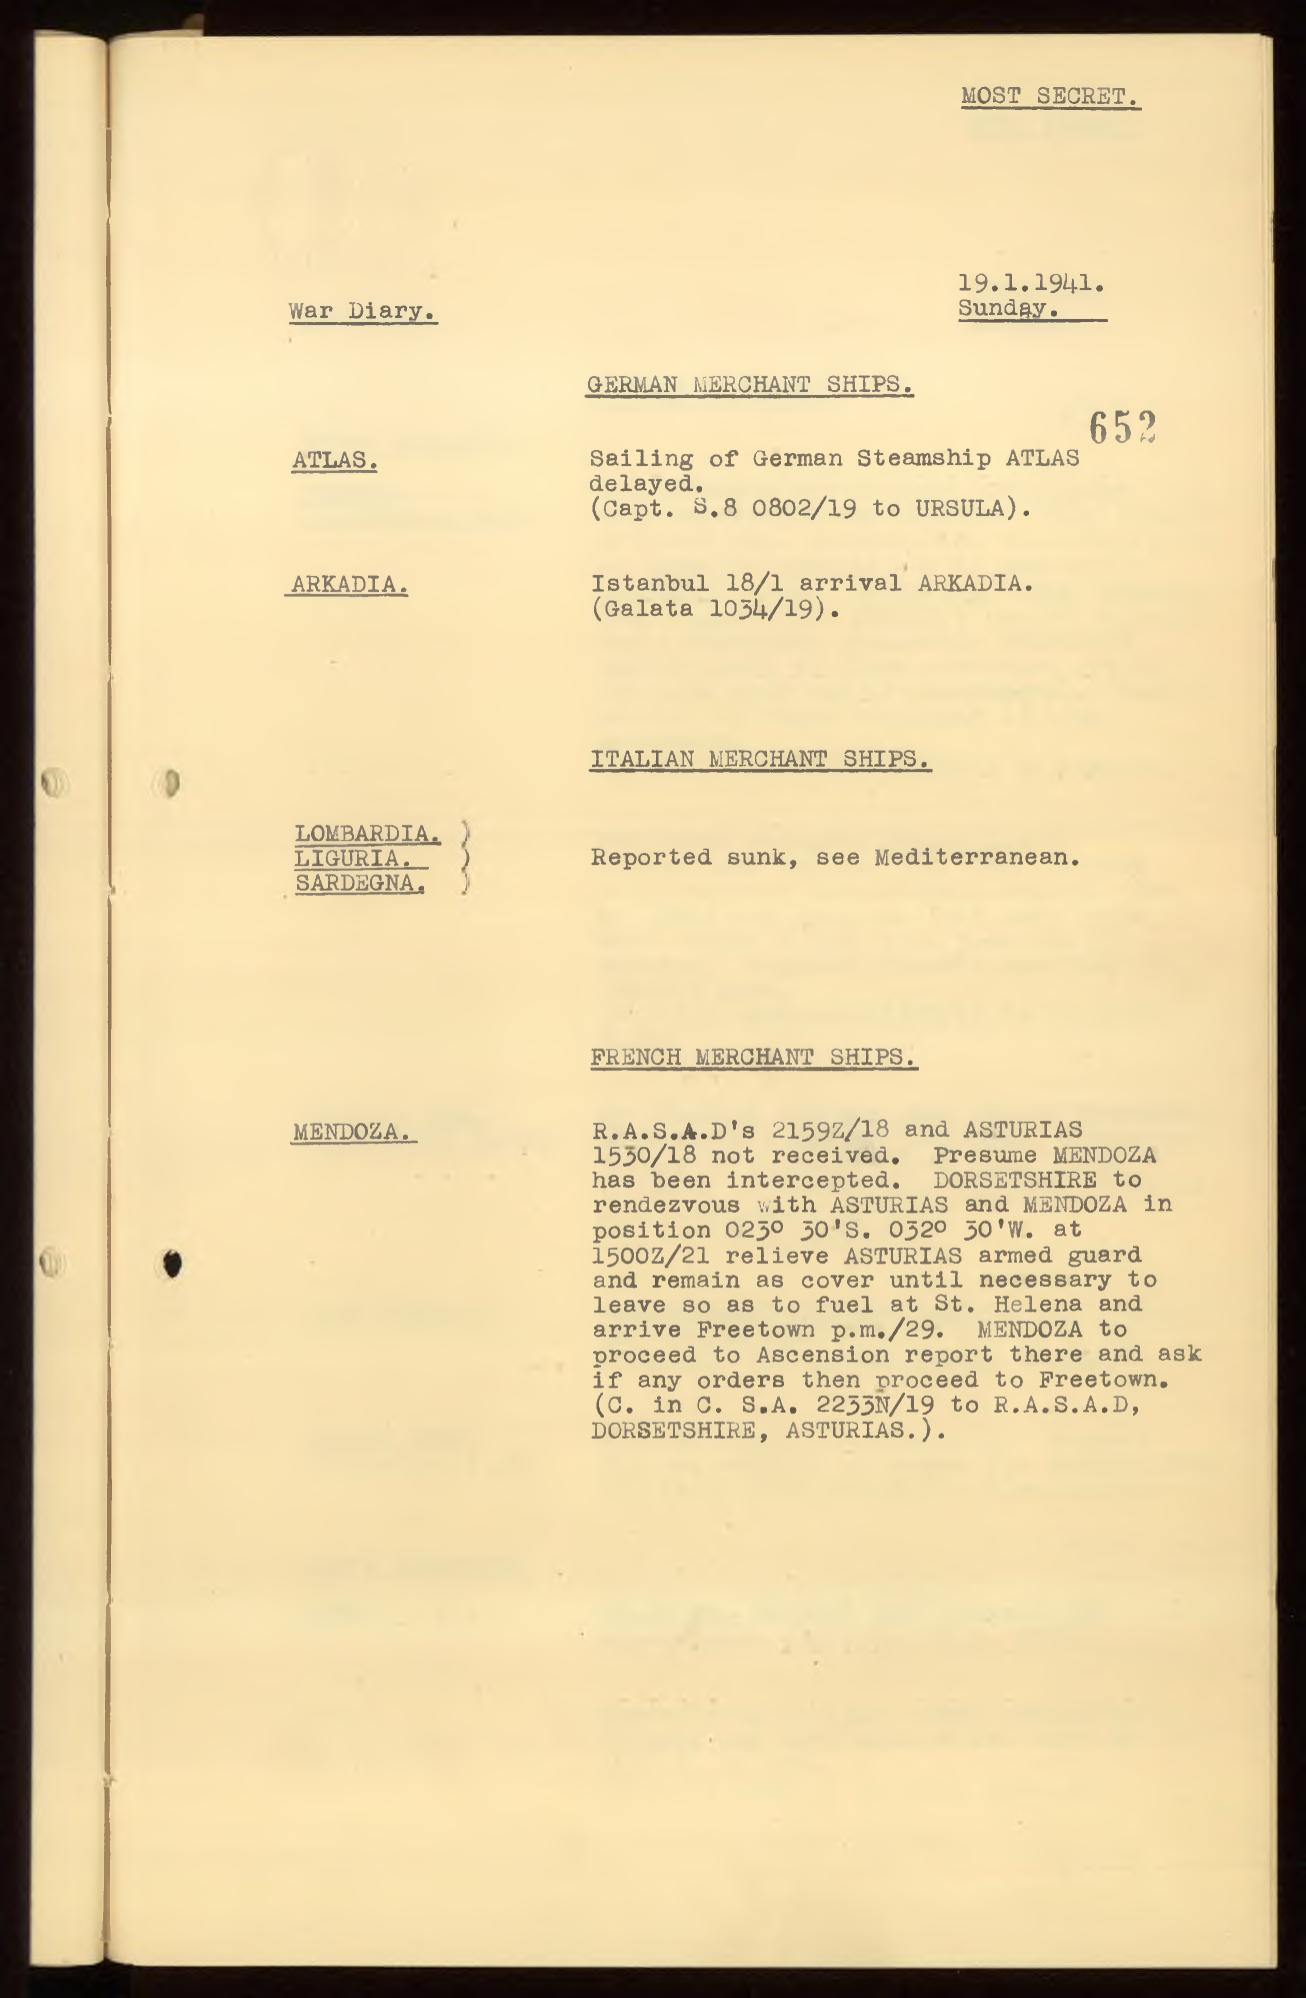 MOST SECRET.
19.1.1941.
War Diary.
Sunday.
GERMAN MERCHANT SHIPS.
652
ATLAS.
Sailing of German Steamship ATLAS
delayed.
(Capt. S.8 0802/19 to URSULA).
ARKADIA.
Istanbul 18/1 arrival ARKADIA.
(Galata 1034/19).
ITALIAN MERCHANT SHIPS.
LOMBARDIA. )
LIGURIA. )
SARDEGNA. )
Reported sunk, see Mediterranean.
FRENCH MERCHANT SHIPS.
MENDOZA.
R.A.S.A.D's 2159Z/18 and ASTURIAS
1530/18 not received. Presume MENDOZA
has been intercepted. DORSETSHIRE to
rendezvous with ASTURIAS and MENDOZA in
position 023° 30'S. 032° 30'W. at
1500Z/21 relieve ASTURIAS armed guard
and remain as cover until necessary to
leave so as to fuel at St. Helena and
arrive Freetown p.m./29. MENDOZA to
proceed to Ascension report there and ask
if any orders then proceed to Freetown.
(C. in C. S.A. 2233N/19 to R.A.S.A.D,
DORSETSHIRE, ASTURIAS.).